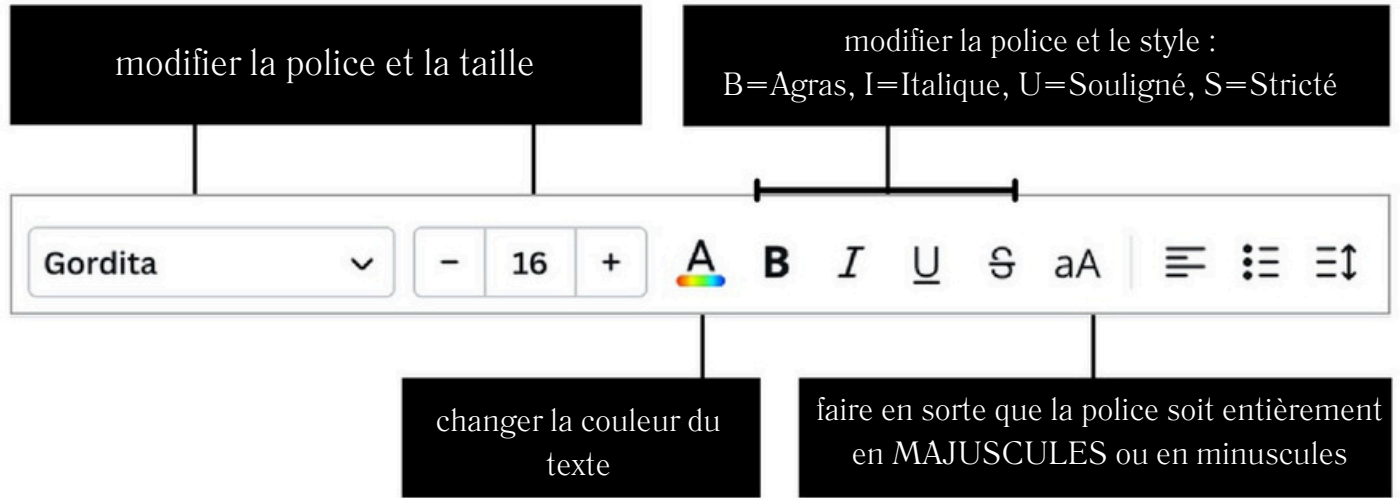 modifier la police et la taille
modifier la police et le style :
B=Agras, I=Italique, U=Souligné, S=Stricté
Gordita
− 16 + A B I U S aA
changer la couleur du
texte
faire en sorte que la police soit entièrement
en MAJUSCULES ou en minuscules